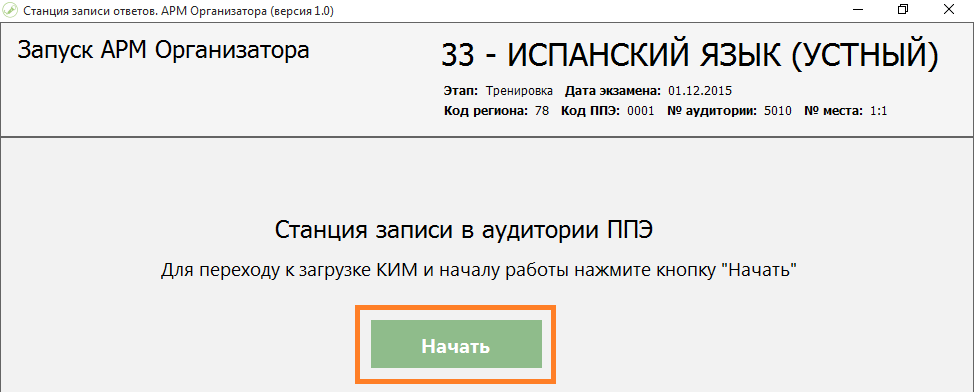 Станция записи ответов. АРМ Организатора (версия 1.0)
Запуск АРМ Организатора
33 - ИСПАНСКИЙ ЯЗЫК (УСТНЫЙ)
Этап: Тренировка Дата экзамена: 01.12.2015
Код региона: 78 Код ППЭ: 0001 № аудитории: 5010 № места: 1:1
Станция записи в аудитории ППЭ
Для переходу к загрузке КИМ и началу работы нажмите кнопку "Начать"
Начать